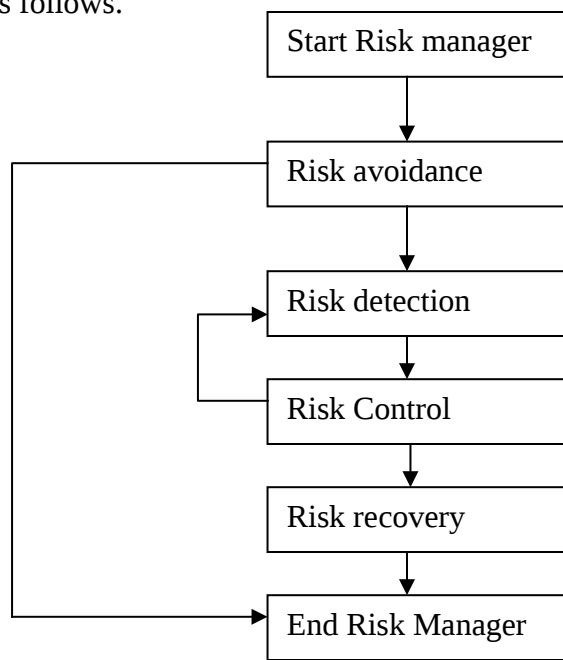 s follows.
Start Risk manager
Risk avoidance
Risk detection
Risk Control
Risk recovery
End Risk Manager